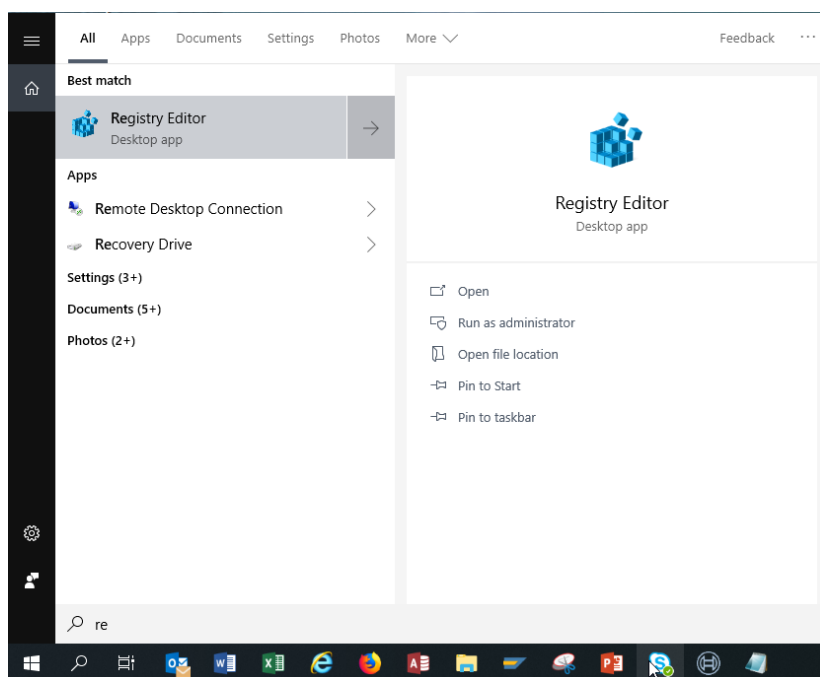 All Apps Documents Settings Photos More Feedback ...
Best match
Registry Editor
Desktop app
Apps
Remote Desktop Connection
Recovery Drive
Settings (3+)
Documents (5+)
Photos (2+)
Registry Editor
Desktop app
Open
Run as administrator
Open file location
Pin to Start
Pin to taskbar
re